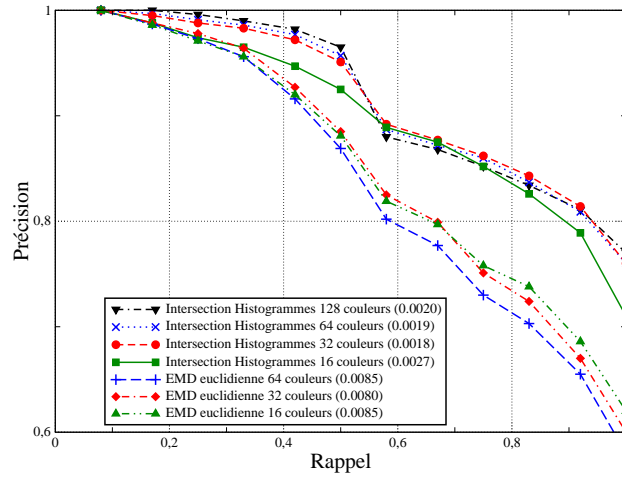 1
Précision
0,8
Intersection Histogrammes 128 couleurs (0.0020)
Intersection Histogrammes 64 couleurs (0.0019)
Intersection Histogrammes 32 couleurs (0.0018)
Intersection Histogrammes 16 couleurs (0.0027)
EMD euclidienne 64 couleurs (0.0085)
EMD euclidienne 32 couleurs (0.0080)
EMD euclidienne 16 couleurs (0.0085)
0,6
0 0,2 0,4 0,6 0,8
Rappel